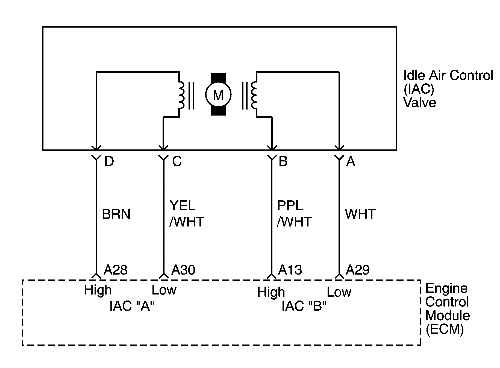 Idle Air Control
(IAC)
Valve
M
D C B A
BRN YEL /WHT PPL /WHT WHT
A28 A30 A13 A29
High Low High Low
IAC "A" IAC "B"
Engine
Control
Module
(ECM)